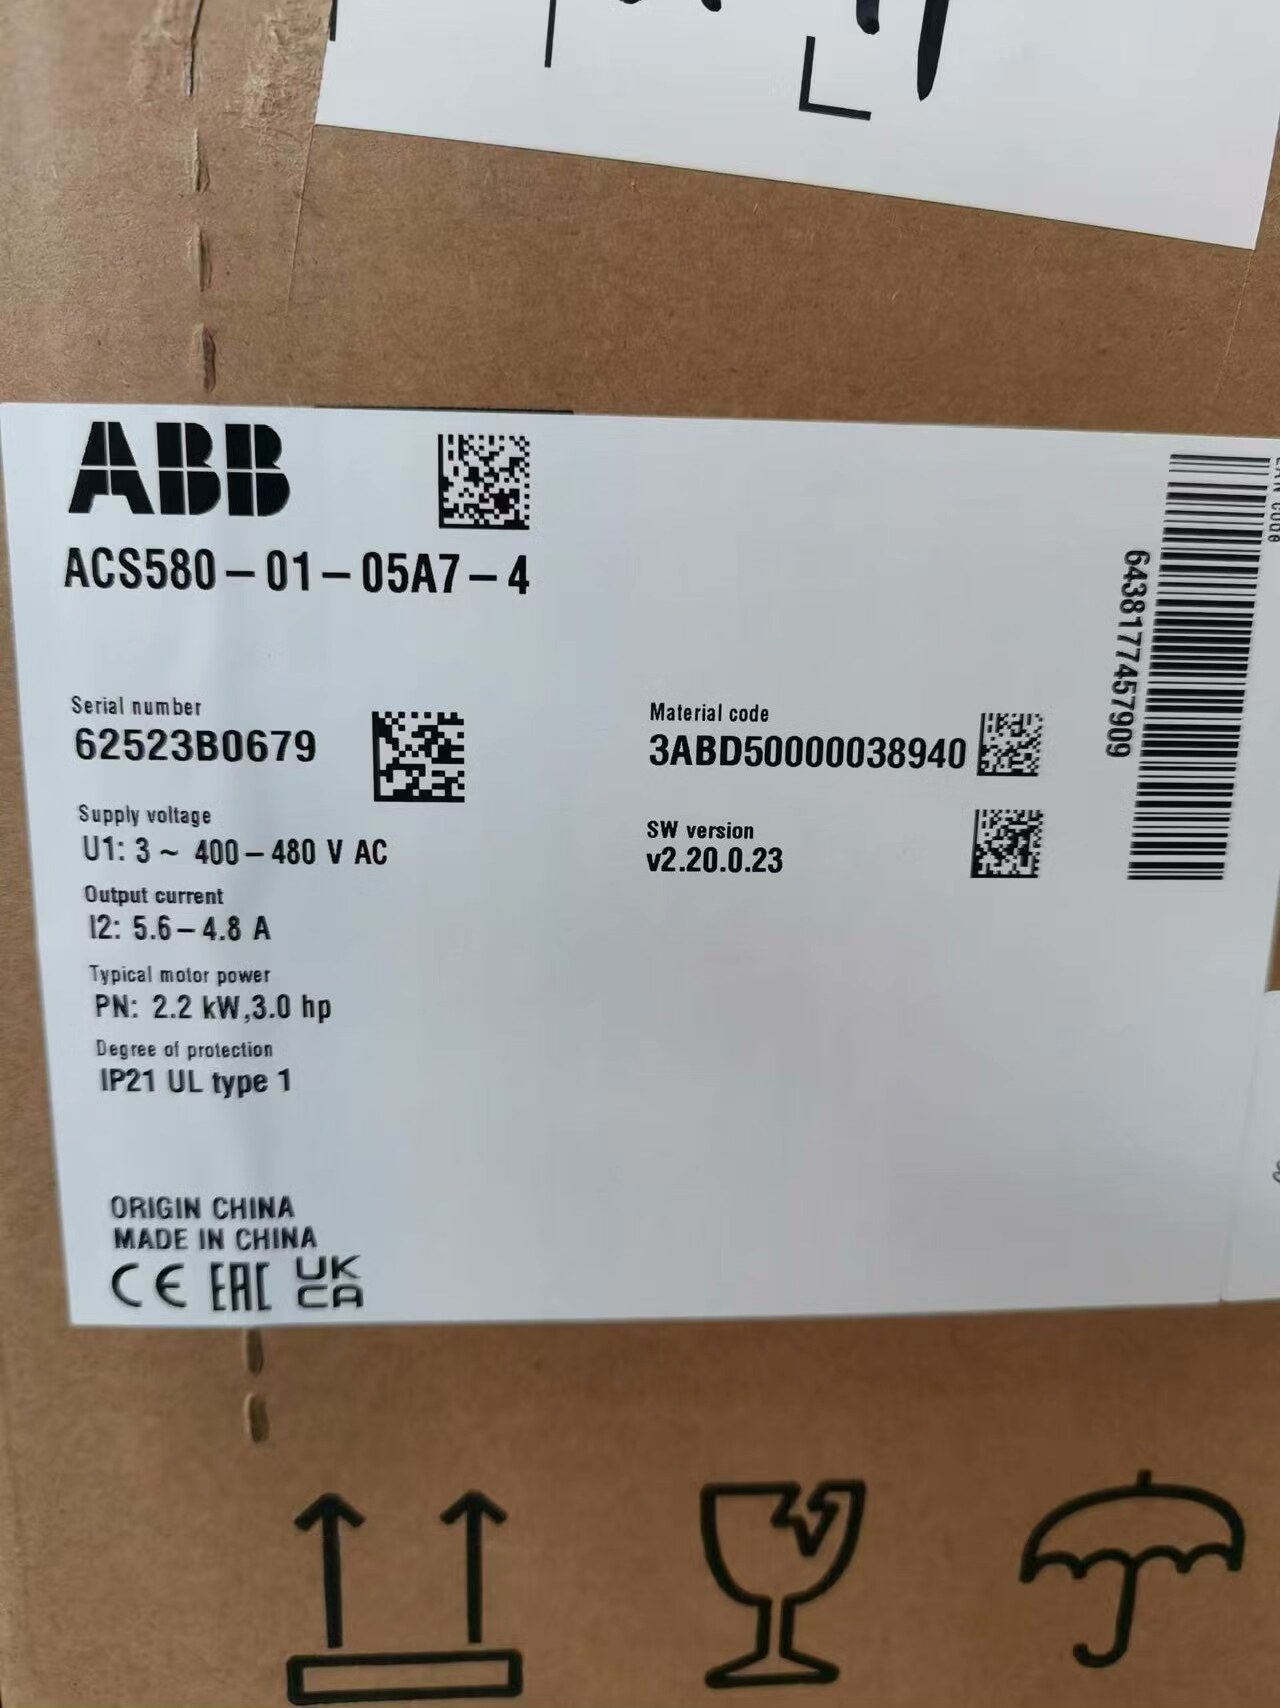 ABB
ACS580-01-05A7-4
Serial number
62523B0679
Supply voltage
U1: 3~ 400-480 V AC
Output current
I2: 5.6-4.8 A
Typical motor power
PN: 2.2 kW,3.0 hp
Degree of protection
IP21 UL type 1
Material code
3ABD50000038940
SW version
v2.20.0.23
EAN code
6438177457909
ORIGIN CHINA
MADE IN CHINA
CE EAC UK
CA